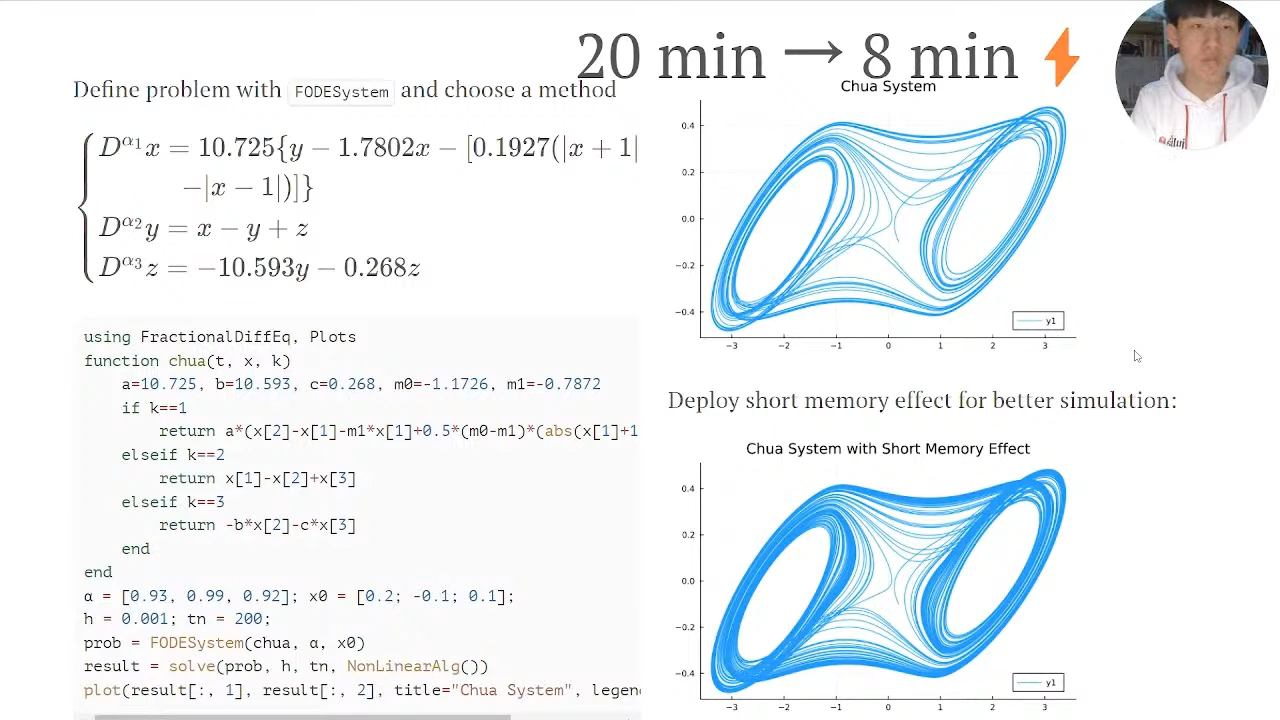 20 min → 8 min ⚡
Define problem with FODESystem and choose a method
D^{α₁}x = 10.725{y − 1.7802x − [0.1927(|x + 1|
−|x − 1|)]}
D^{α₂}y = x − y + z
D^{α₃}z = −10.593y − 0.268z
using FractionalDiffEq, Plots
function chua(t, x, k)
    a=10.725, b=10.593, c=0.268, m0=-1.1726, m1=-0.7872
    if k==1
        return a*(x[2]-x[1]-m1*x[1]+0.5*(m0-m1)*(abs(x[1]+1
    elseif k==2
        return x[1]-x[2]+x[3]
    elseif k==3
        return -b*x[2]-c*x[3]
    end
end
α = [0.93, 0.99, 0.92]; x0 = [0.2; -0.1; 0.1];
h = 0.001; tn = 200;
prob = FODESystem(chua, α, x0)
result = solve(prob, h, tn, NonLinearAlg())
plot(result[:, 1], result[:, 2], title="Chua System", legen
Chua System
0.4
0.2
0.0
−0.2
−0.4
−3 −2 −1 0 1 2 3
y1
Deploy short memory effect for better simulation:
Chua System with Short Memory Effect
0.4
0.2
0.0
−0.2
−0.4
−3 −2 −1 0 1 2 3
y1